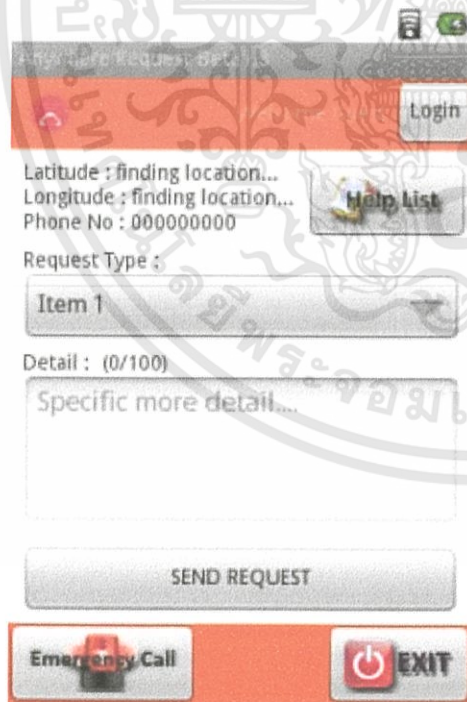 Login
Latitude : finding location...
Longitude : finding location...
Phone No : 000000000
Help List
Request Type :
Item 1
Detail : (0/100)
Specific more detail....
SEND REQUEST
Emergency Call
EXIT